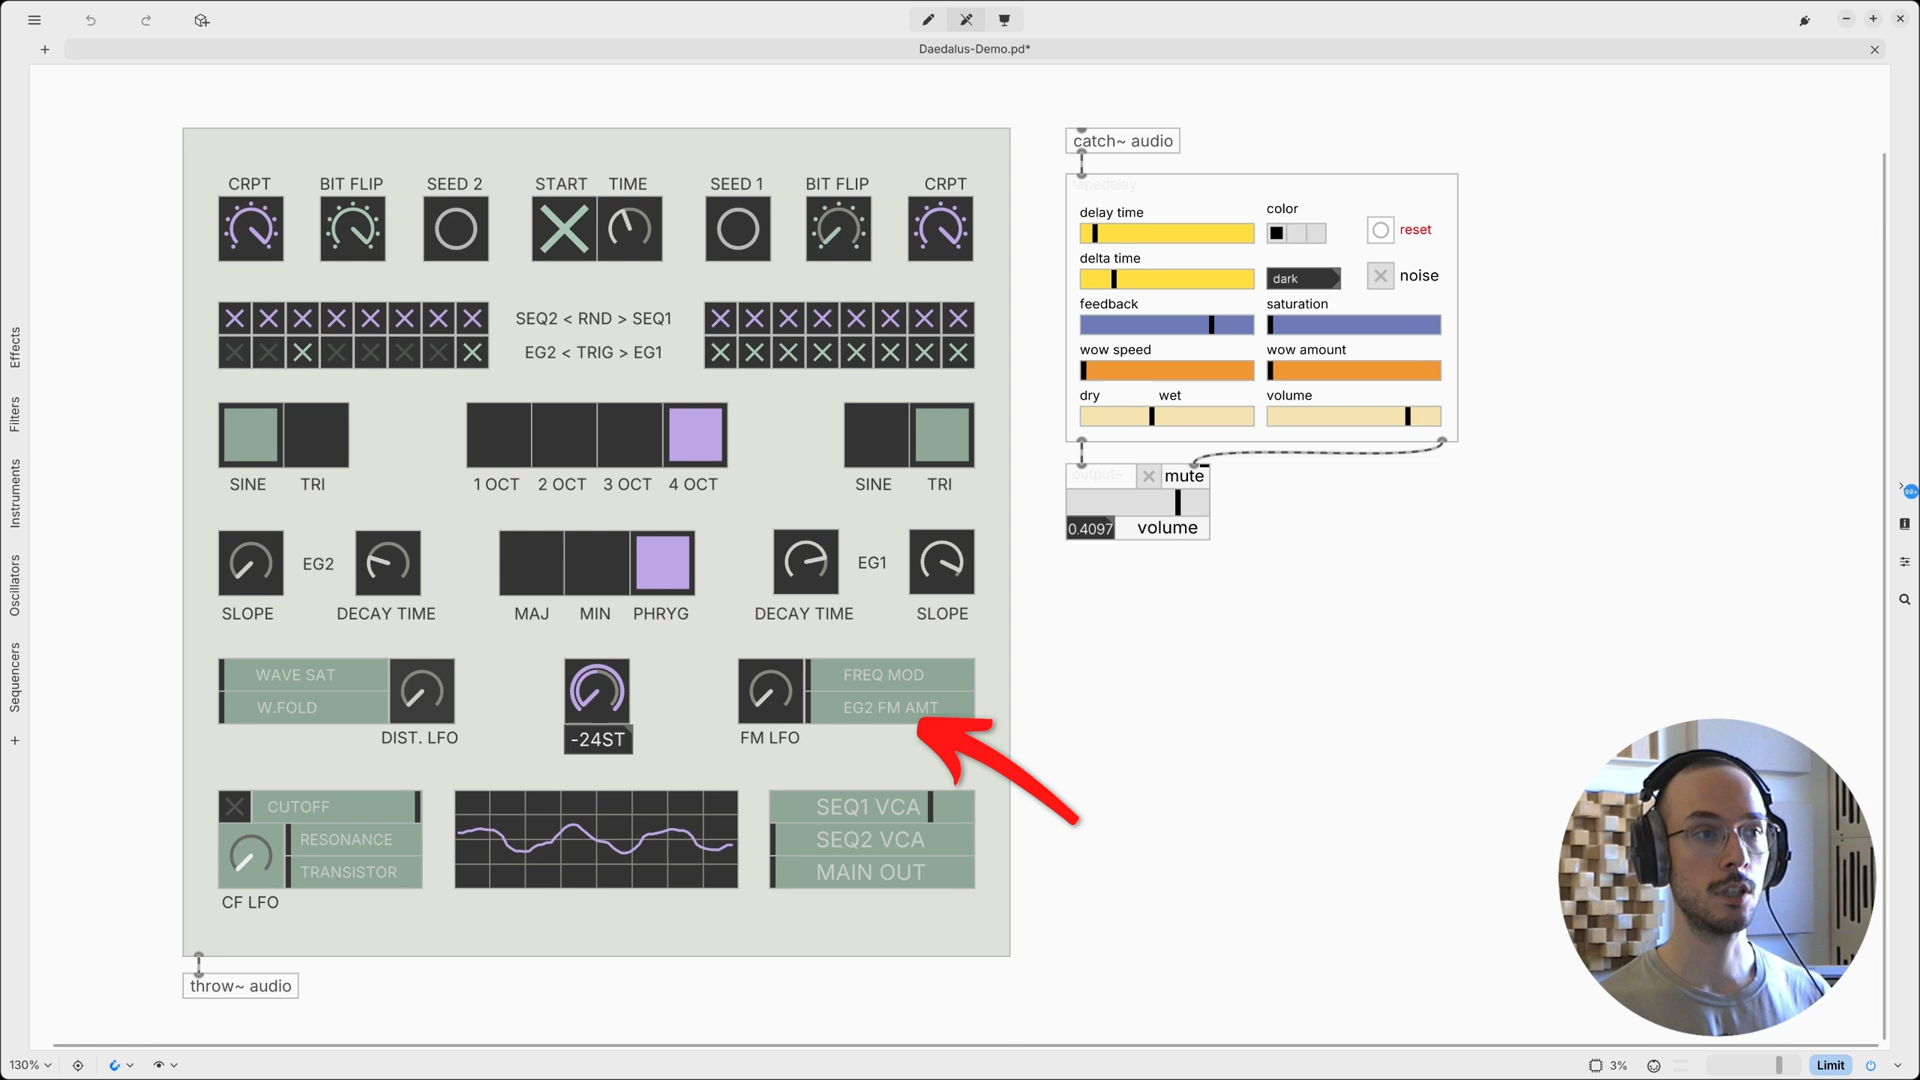 Daedalus-Demo.pd*
CRPT BIT FLIP SEED 2 START TIME SEED 1 BIT FLIP CRPT
SEQ2 < RND > SEQ1
EG2 < TRIG > EG1
SINE TRI 1 OCT 2 OCT 3 OCT 4 OCT SINE TRI
EG2 EG1
SLOPE DECAY TIME MAJ MIN PHRYG DECAY TIME SLOPE
WAVE SAT FREQ MOD
W.FOLD EG2 FM AMT
DIST. LFO -24ST FM LFO
CUTOFF SEQ1 VCA
RESONANCE SEQ2 VCA
TRANSISTOR MAIN OUT
CF LFO
throw~ audio
catch~ audio
tapedelay
delay time color
reset
delta time
dark noise
feedback saturation
wow speed wow amount
dry wet volume
output~ mute
0.4097 volume
Effects
Filters
Instruments
Oscillators
Sequencers
99+
130% 3% Limit